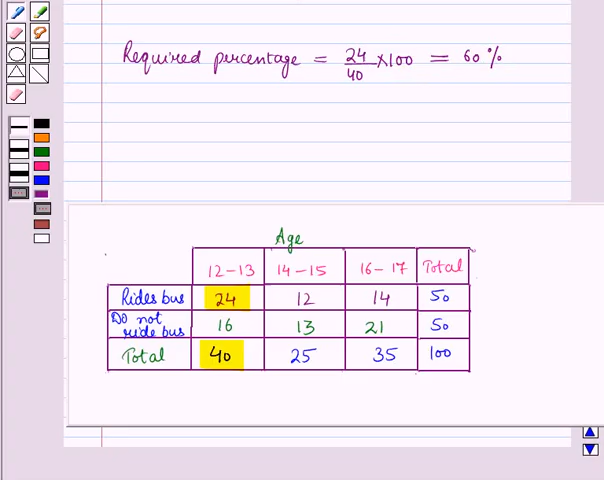 Required percentage = 24/40 ×100 = 60 %
Age
12-13 14-15 16-17 Total
Rides bus 24 12 14 50
Do not ride bus 16 13 21 50
Total 40 25 35 100